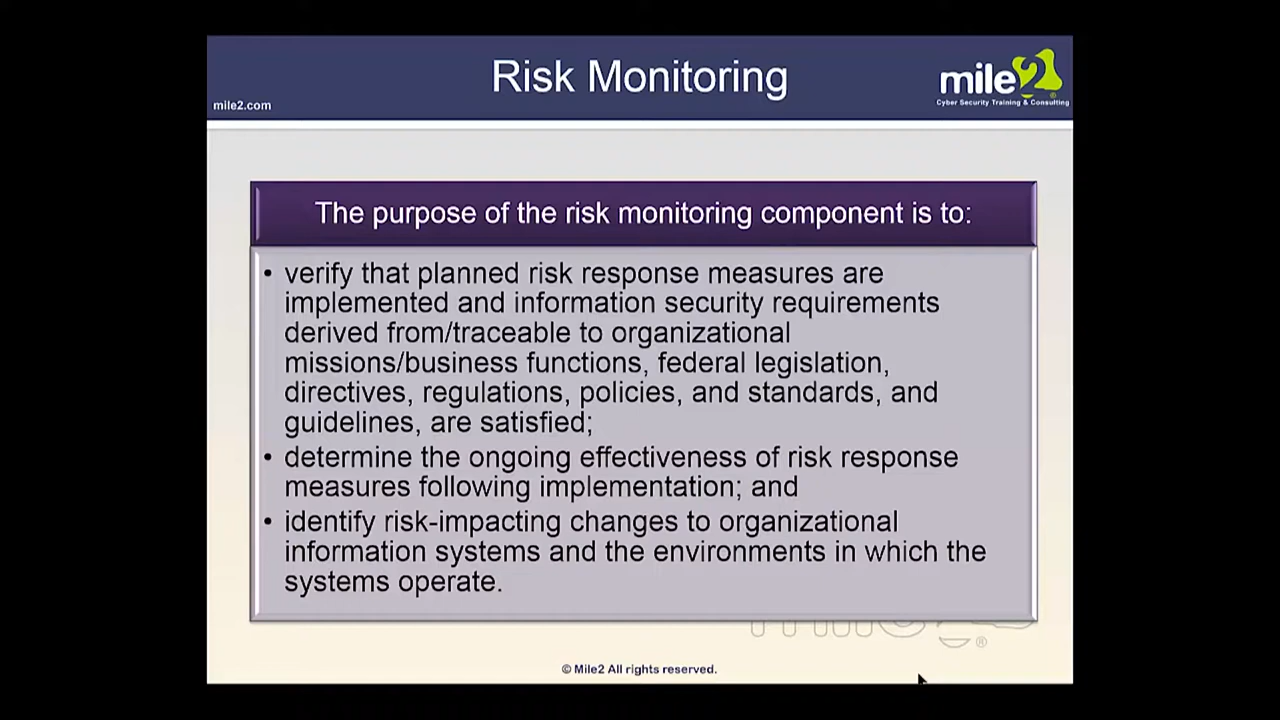 Risk Monitoring
mile2
mile2.com
Cyber Security Training & Consulting
The purpose of the risk monitoring component is to:
• verify that planned risk response measures are
implemented and information security requirements
derived from/traceable to organizational
missions/business functions, federal legislation,
directives, regulations, policies, and standards, and
guidelines, are satisfied;
• determine the ongoing effectiveness of risk response
measures following implementation; and
• identify risk-impacting changes to organizational
information systems and the environments in which the
systems operate.
© Mile2 All rights reserved.